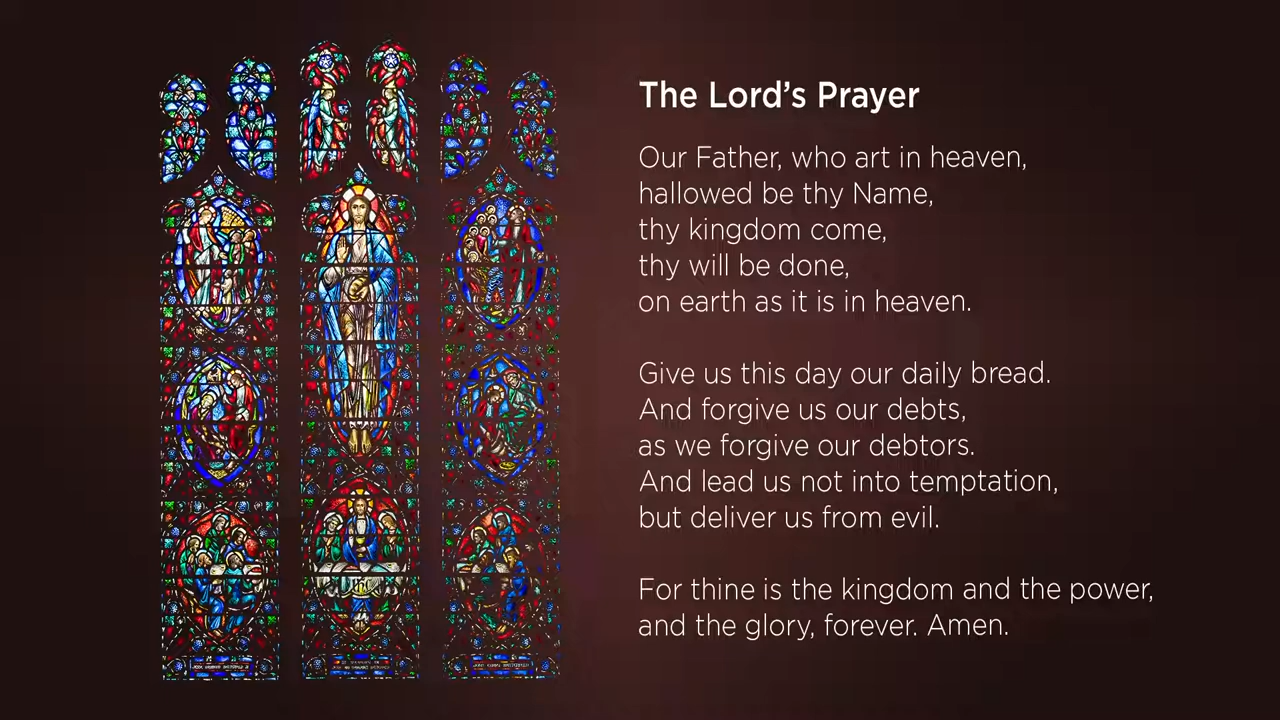 The Lord’s Prayer
Our Father, who art in heaven,
hallowed be thy Name,
thy kingdom come,
thy will be done,
on earth as it is in heaven.
Give us this day our daily bread.
And forgive us our debts,
as we forgive our debtors.
And lead us not into temptation,
but deliver us from evil.
For thine is the kingdom and the power,
and the glory, forever. Amen.